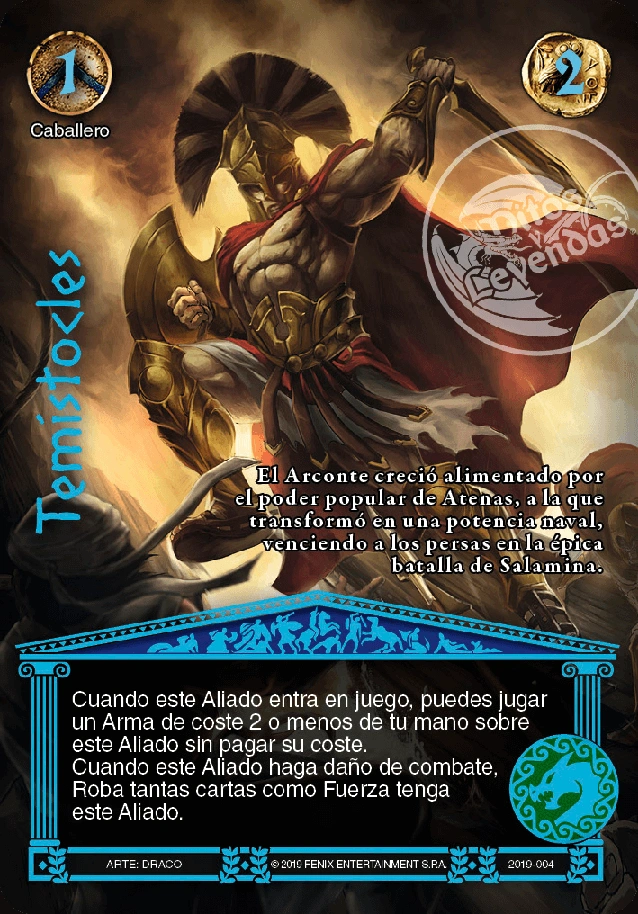 1
2
Caballero
Mitos
y
Leyendas
Temístocles
El Arconte creció alimentado por
el poder popular de Atenas, a la que
transformó en una potencia naval,
venciendo a los persas en la épica
batalla de Salamina.
Cuando este Aliado entra en juego, puedes jugar
un Arma de coste 2 o menos de tu mano sobre
este Aliado sin pagar su coste.
Cuando este Aliado haga daño de combate,
Roba tantas cartas como Fuerza tenga
este Aliado.
ARTE: DRACO
© 2019 FENIX ENTERTAINMENT S.P.A.
2019-004